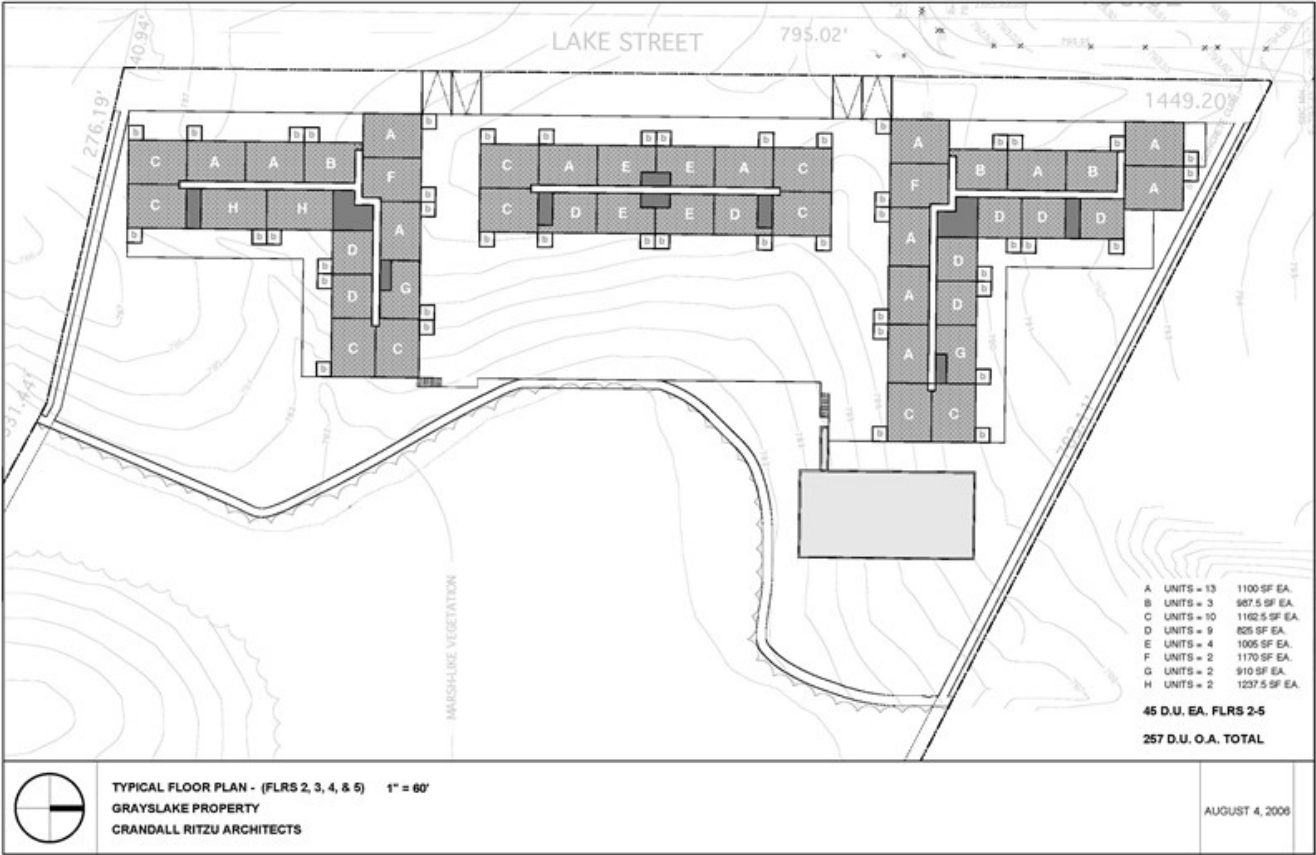 LAKE STREET
795.02'
40.94'
276.19'
1449.20'
b b b b b
C A A B A
F
C H H
A
D
D G
C C
b b b b b b
C A E E A C
C D E E D C
b b b b b b
A
F
B A B
A
A
D D D
A
D
A
D
A
G
C C
MARSH-LIKE VEGETATION
A UNITS = 13 1100 SF EA.
B UNITS = 3 987.5 SF EA.
C UNITS = 10 1162.5 SF EA.
D UNITS = 9 825 SF EA.
E UNITS = 4 1005 SF EA.
F UNITS = 2 1170 SF EA.
G UNITS = 2 910 SF EA.
H UNITS = 2 1237.5 SF EA.
45 D.U. EA. FLRS 2-5
257 D.U. O.A. TOTAL
TYPICAL FLOOR PLAN - (FLRS 2, 3, 4, & 5) 1" = 60'
GRAYSLAKE PROPERTY
CRANDALL RITZU ARCHITECTS
AUGUST 4, 2006